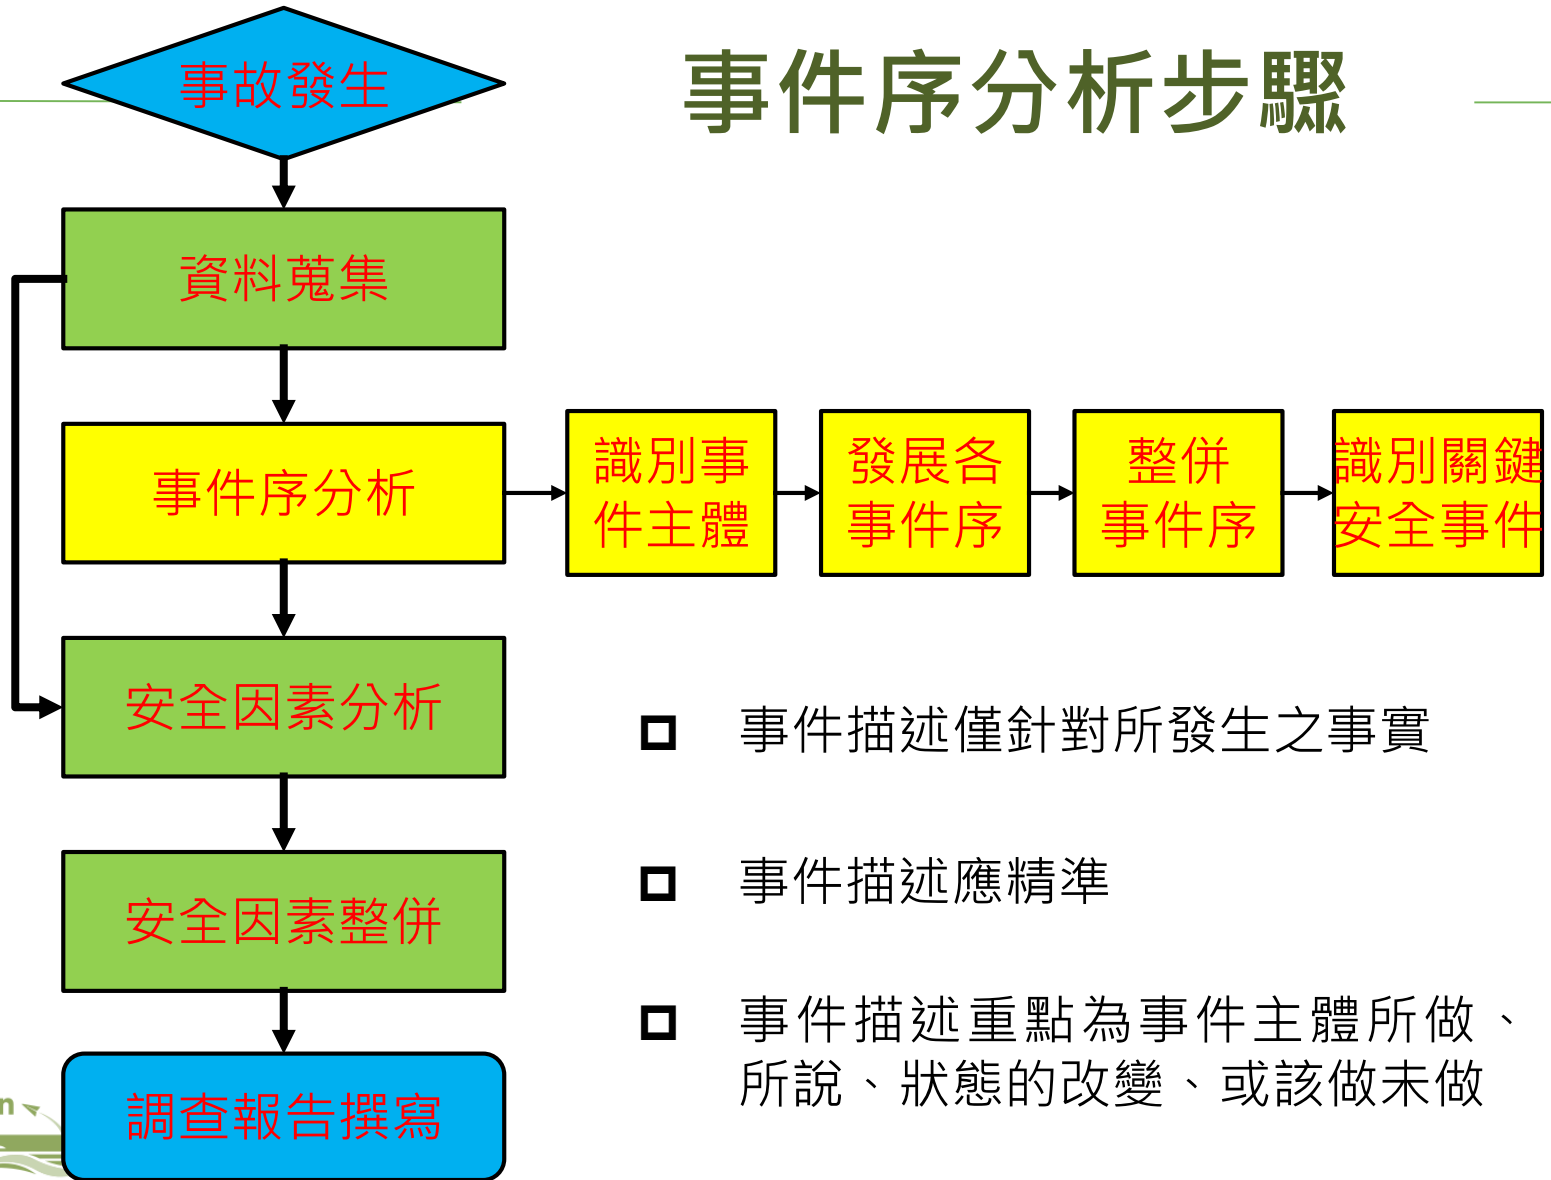 事件序分析步驟
事故發生
資料蒐集
事件序分析
識別事
件主體
發展各
事件序
整併
事件序
識別關鍵
安全事件
安全因素分析
安全因素整併
調查報告撰寫
事件描述僅針對所發生之事實
事件描述應精準
事件描述重點為事件主體所做、
所說、狀態的改變、或該做未做
n